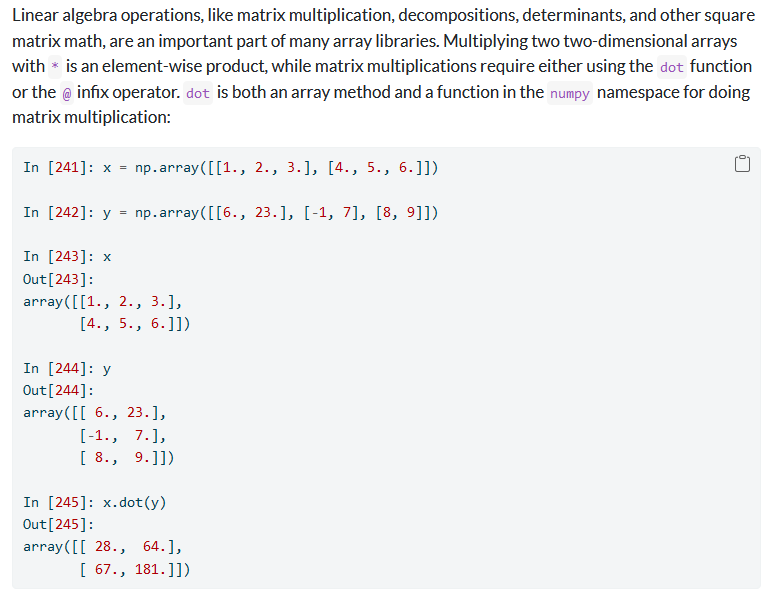 Linear algebra operations, like matrix multiplication, decompositions, determinants, and other square
matrix math, are an important part of many array libraries. Multiplying two two-dimensional arrays
with * is an element-wise product, while matrix multiplications require either using the dot function
or the @ infix operator. dot is both an array method and a function in the numpy namespace for doing
matrix multiplication:
In [241]: x = np.array([[1., 2., 3.], [4., 5., 6.]])
In [242]: y = np.array([[6., 23.], [-1, 7], [8, 9]])
In [243]: x
Out[243]:
array([[1., 2., 3.],
       [4., 5., 6.]])
In [244]: y
Out[244]:
array([[ 6., 23.],
       [-1.,  7.],
       [ 8.,  9.]])
In [245]: x.dot(y)
Out[245]:
array([[ 28.,  64.],
       [ 67., 181.]])